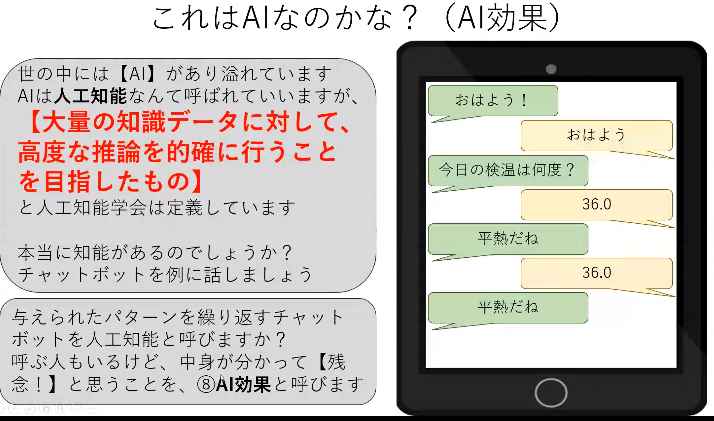 これはAIなのかな？（AI効果）
世の中には【AI】があり溢れています
AIは人工知能なんて呼ばれていいますが、
【大量の知識データに対して、
高度な推論を的確に行うこと
を目指したもの】
と人工知能学会は定義しています
本当に知能があるのでしょうか？
チャットボットを例に話しましょう
与えられたパターンを繰り返すチャット
ボットを人工知能と呼びますか？
呼ぶ人もいるけど、中身が分かって【残
念！】と思うことを、⑧AI効果と呼びます
おはよう！
おはよう
今日の検温は何度？
36.0
平熱だね
36.0
平熱だね